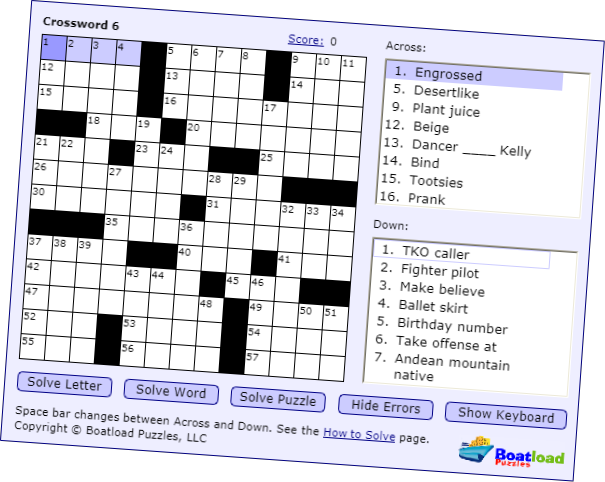 Crossword 6
Score: 0
1 2 3 4 5 6 7 8 9 10 11
12 13 14
15 16 17
18 19 20
21 22 23 24 25
26 27 28 29
30 31 32 33 34
35 36
37 38 39 40 41
42 43 44 45 46
47 48 49 50 51
52 53 54
55 56 57
Across:
1. Engrossed
5. Desertlike
9. Plant juice
12. Beige
13. Dancer ____ Kelly
14. Bind
15. Tootsies
16. Prank
Down:
1. TKO caller
2. Fighter pilot
3. Make believe
4. Ballet skirt
5. Birthday number
6. Take offense at
7. Andean mountain
native
Solve Letter Solve Word Solve Puzzle Hide Errors Show Keyboard
Space bar changes between Across and Down. See the How to Solve page.
Copyright © Boatload Puzzles, LLC
Boatload
Puzzles